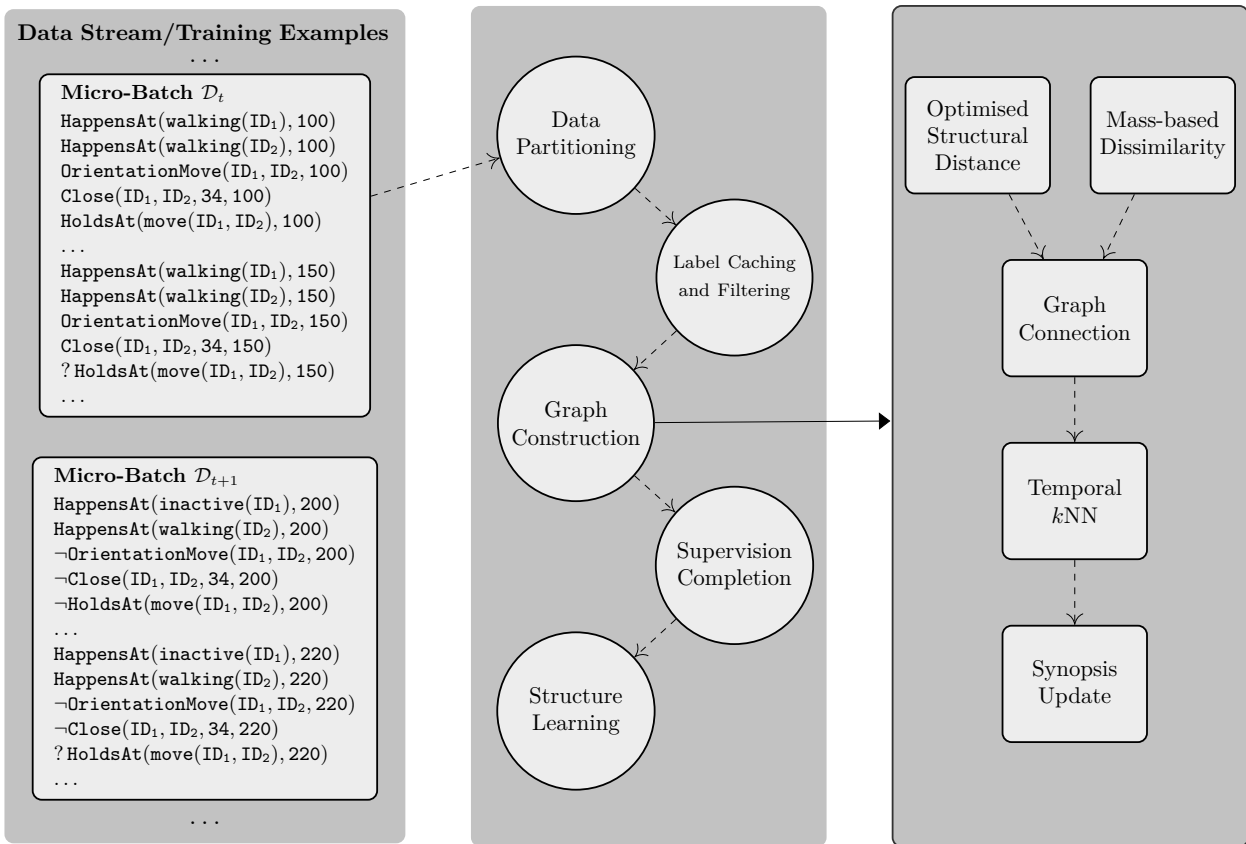 Data Stream/Training Examples
...
Micro-Batch 𝒟ₜ
HappensAt(walking(ID₁), 100)
HappensAt(walking(ID₂), 100)
OrientationMove(ID₁, ID₂, 100)
Close(ID₁, ID₂, 34, 100)
HoldsAt(move(ID₁, ID₂), 100)
...
HappensAt(walking(ID₁), 150)
HappensAt(walking(ID₂), 150)
OrientationMove(ID₁, ID₂, 150)
Close(ID₁, ID₂, 34, 150)
? HoldsAt(move(ID₁, ID₂), 150)
...
Micro-Batch 𝒟ₜ₊₁
HappensAt(inactive(ID₁), 200)
HappensAt(walking(ID₂), 200)
¬OrientationMove(ID₁, ID₂, 200)
¬Close(ID₁, ID₂, 34, 200)
¬HoldsAt(move(ID₁, ID₂), 200)
...
HappensAt(inactive(ID₁), 220)
HappensAt(walking(ID₂), 220)
¬OrientationMove(ID₁, ID₂, 220)
¬Close(ID₁, ID₂, 34, 220)
? HoldsAt(move(ID₁, ID₂), 220)
...
...
Data
Partitioning
Label Caching
and Filtering
Graph
Construction
Supervision
Completion
Structure
Learning
Optimised
Structural
Distance
Mass-based
Dissimilarity
Graph
Connection
Temporal
kNN
Synopsis
Update